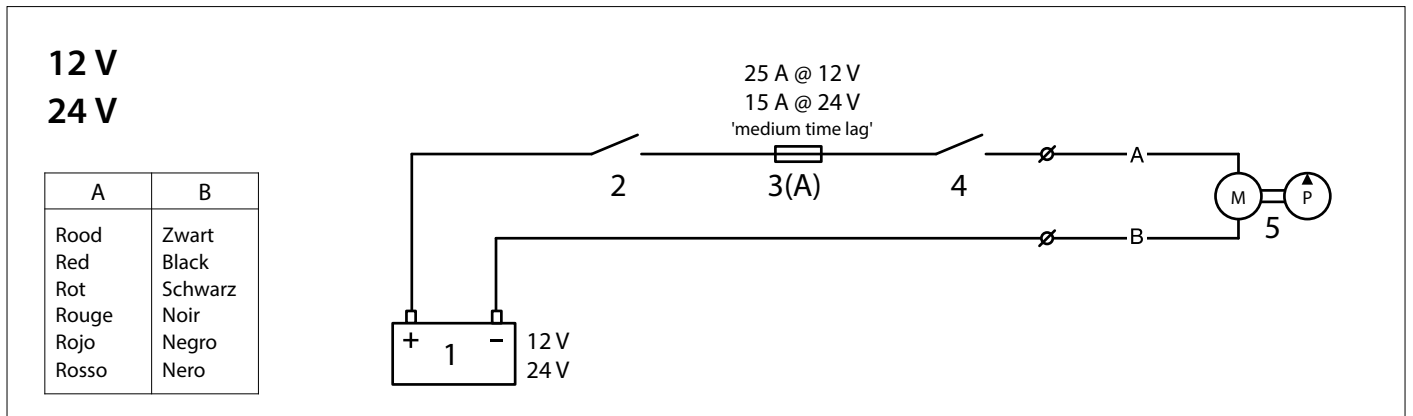 12 V
24 V
A B
Rood Zwart
Red Black
Rot Schwarz
Rouge Noir
Rojo Negro
Rosso Nero
25 A @ 12 V
15 A @ 24 V
'medium time lag'
2 3(A) 4
A
B
M P
5
+ 1 −
12 V
24 V